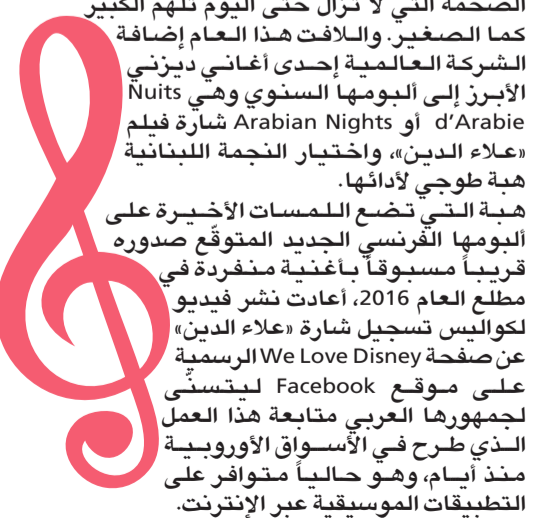 الضخمة التي لا تزال حتى اليوم تلهم الكبير
كما الصغير. واللافت هذا العام إضافة
الشركة العالمية إحدى أغاني ديزني
الأبرز إلى ألبومها السنوي وهي Nuits
d'Arabie أو Arabian Nights شارة فيلم
«علاء الدين»، واختيار النجمة اللبنانية
هبة طوجي لأدائها.
هبة التي تضع اللمسات الأخيرة على
ألبومها الفرنسي الجديد المتوقّع صدوره
قريباً مسبوقاً بأغنية منفردة في
مطلع العام 2016، أعادت نشر فيديو
لكواليس تسجيل شارة «علاء الدين»
عن صفحة We Love Disney الرسمية
على موقع Facebook ليتسنّى
لجمهورها العربي متابعة هذا العمل
الذي طرح في الأسواق الأوروبية
منذ أيام، وهو حالياً متوافر على
التطبيقات الموسيقية عبر الإنترنت.